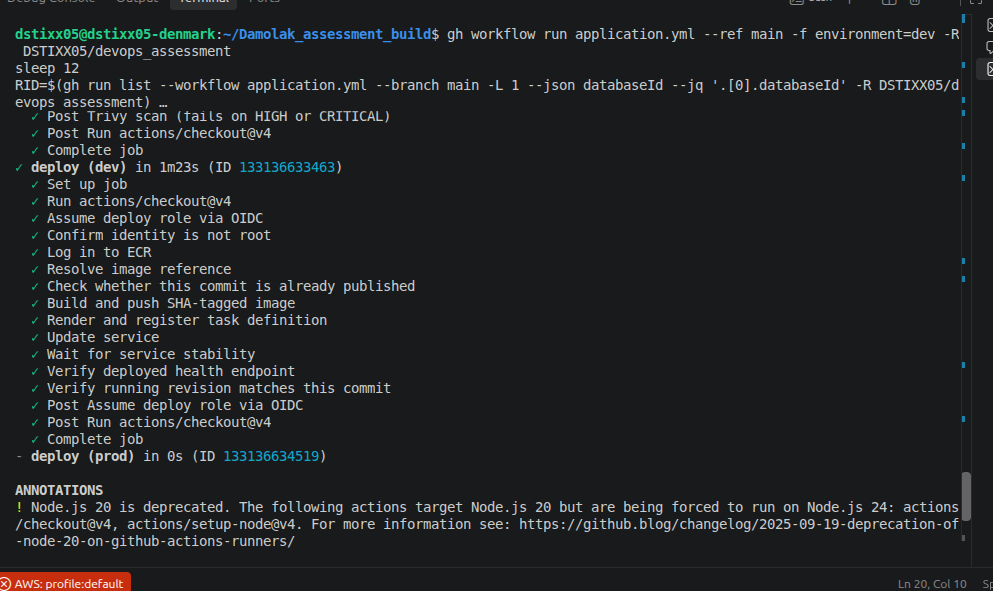 Debug Console Output Terminal Ports
dstixx05@dstixx05-denmark:~/Damolak_assessment_build$ gh workflow run application.yml --ref main -f environment=dev -R
DSTIXX05/devops_assessment
sleep 12
RID=$(gh run list --workflow application.yml --branch main -L 1 --json databaseId --jq '.[0].databaseId' -R DSTIXX05/d
evops_assessment) …
✓ Post Trivy scan (fails on HIGH or CRITICAL)
✓ Post Run actions/checkout@v4
✓ Complete job
✓ deploy (dev) in 1m23s (ID 133136633463)
✓ Set up job
✓ Run actions/checkout@v4
✓ Assume deploy role via OIDC
✓ Confirm identity is not root
✓ Log in to ECR
✓ Resolve image reference
✓ Check whether this commit is already published
✓ Build and push SHA-tagged image
✓ Render and register task definition
✓ Update service
✓ Wait for service stability
✓ Verify deployed health endpoint
✓ Verify running revision matches this commit
✓ Post Assume deploy role via OIDC
✓ Post Run actions/checkout@v4
✓ Complete job
- deploy (prod) in 0s (ID 133136634519)
ANNOTATIONS
! Node.js 20 is deprecated. The following actions target Node.js 20 but are being forced to run on Node.js 24: actions
/checkout@v4, actions/setup-node@v4. For more information see: https://github.blog/changelog/2025-09-19-deprecation-of
-node-20-on-github-actions-runners/
AWS: profile:default
Ln 20, Col 10